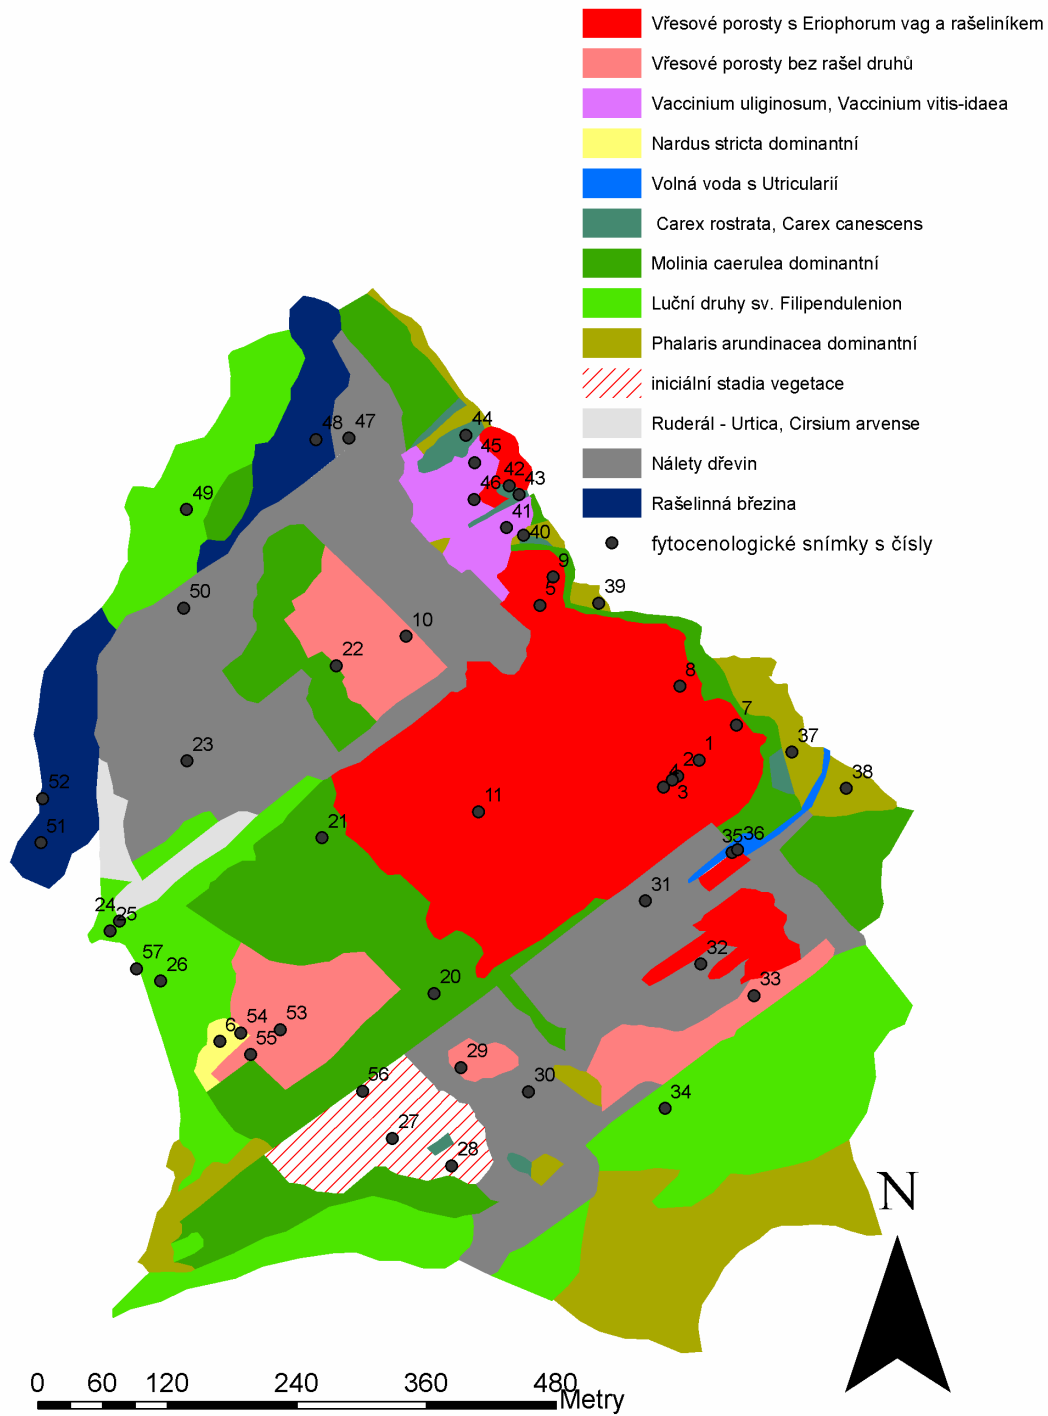 Vřesové porosty s Eriophorum vag a rašeliníkem
Vřesové porosty bez rašel druhů
Vaccinium uliginosum, Vaccinium vitis-idaea
Nardus stricta dominantní
Volná voda s Utricularií
Carex rostrata, Carex canescens
Molinia caerulea dominantní
Luční druhy sv. Filipendulenion
Phalaris arundinacea dominantní
iniciální stadia vegetace
Ruderál - Urtica, Cirsium arvense
Nálety dřevin
Rašelinná březina
fytocenologické snímky s čísly
44
48
47
45
42
46
43
49
41
40
9
39
50
5
10
22
8
7
37
1
23
2
4
38
52
3
11
51
21
35
36
31
24
25
57
26
32
20
33
6
54
53
55
29
56
30
34
27
28
N
0 60 120 240 360 480
Metry